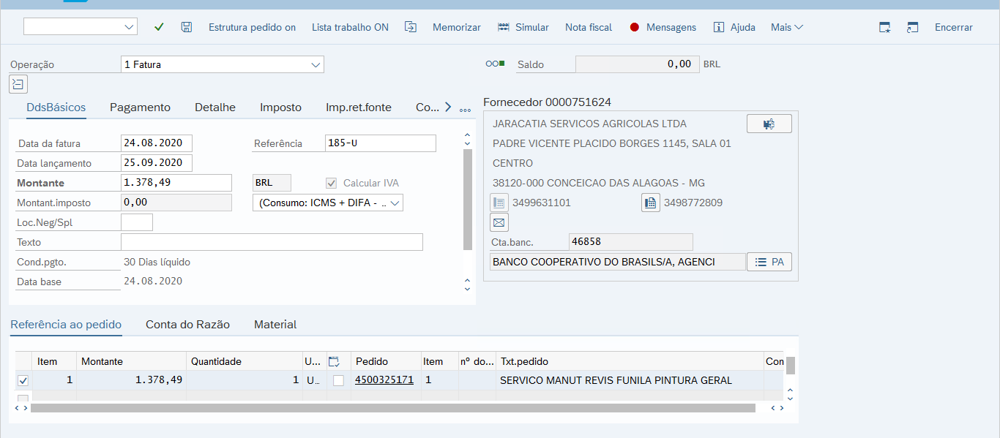 Estrutura pedido on Lista trabalho ON Memorizar Simular Nota fiscal Mensagens Ajuda Mais Encerrar
Operação 1 Fatura Saldo 0,00 BRL
DdsBásicos Pagamento Detalhe Imposto Imp.ret.fonte Co...
Data da fatura 24.08.2020 Referência 185-U
Data lançamento 25.09.2020
Montante 1.378,49 BRL Calcular IVA
Montant.imposto 0,00 (Consumo: ICMS + DIFA - ...
Loc.Neg/Spl
Texto
Cond.pgto. 30 Dias líquido
Data base 24.08.2020
Fornecedor 0000751624
JARACATIA SERVICOS AGRICOLAS LTDA
PADRE VICENTE PLACIDO BORGES 1145, SALA 01
CENTRO
38120-000 CONCEICAO DAS ALAGOAS - MG
3499631101 3498772809
Cta.banc. 46858
BANCO COOPERATIVO DO BRASILS/A, AGENCI PA
Referência ao pedido Conta do Razão Material
Item Montante Quantidade U... Pedido Item nº do... Txt.pedido Con
1 1.378,49 1 U... 4500325171 1 SERVICO MANUT REVIS FUNILA PINTURA GERAL